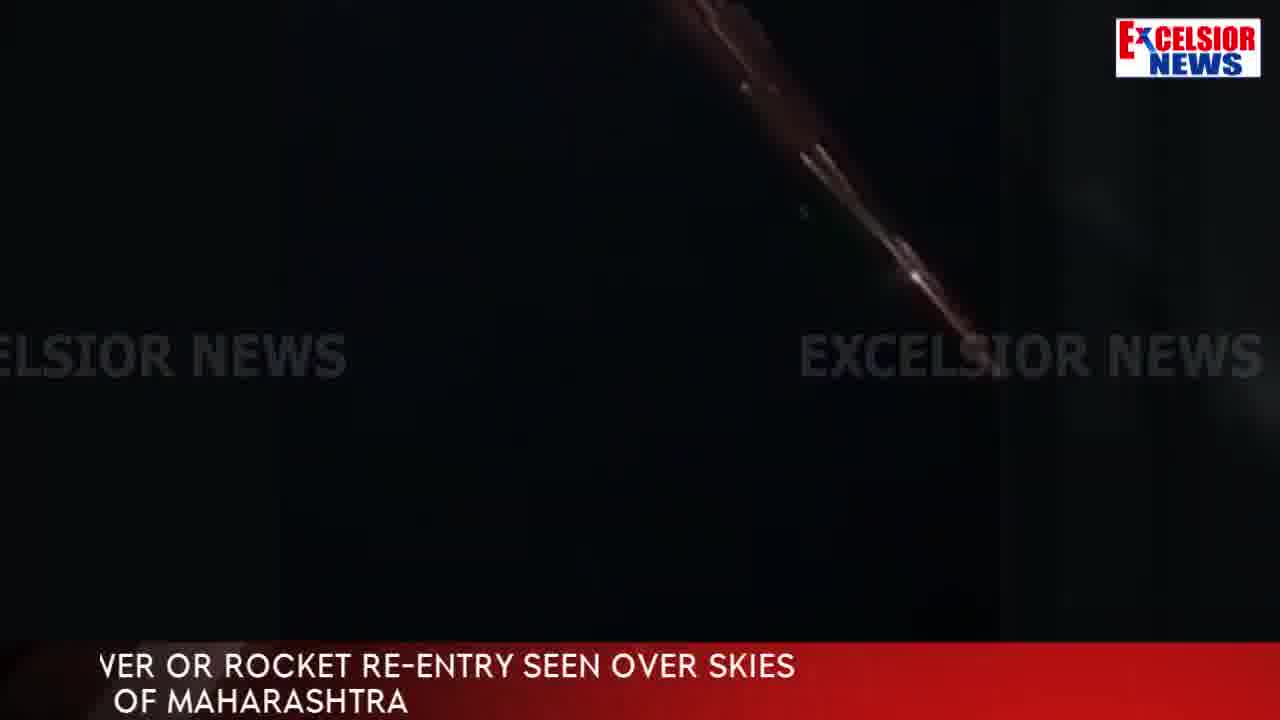 EXCELSIOR
NEWS
ELSIOR NEWS
EXCELSIOR NEWS
VER OR ROCKET RE-ENTRY SEEN OVER SKIES
OF MAHARASHTRA